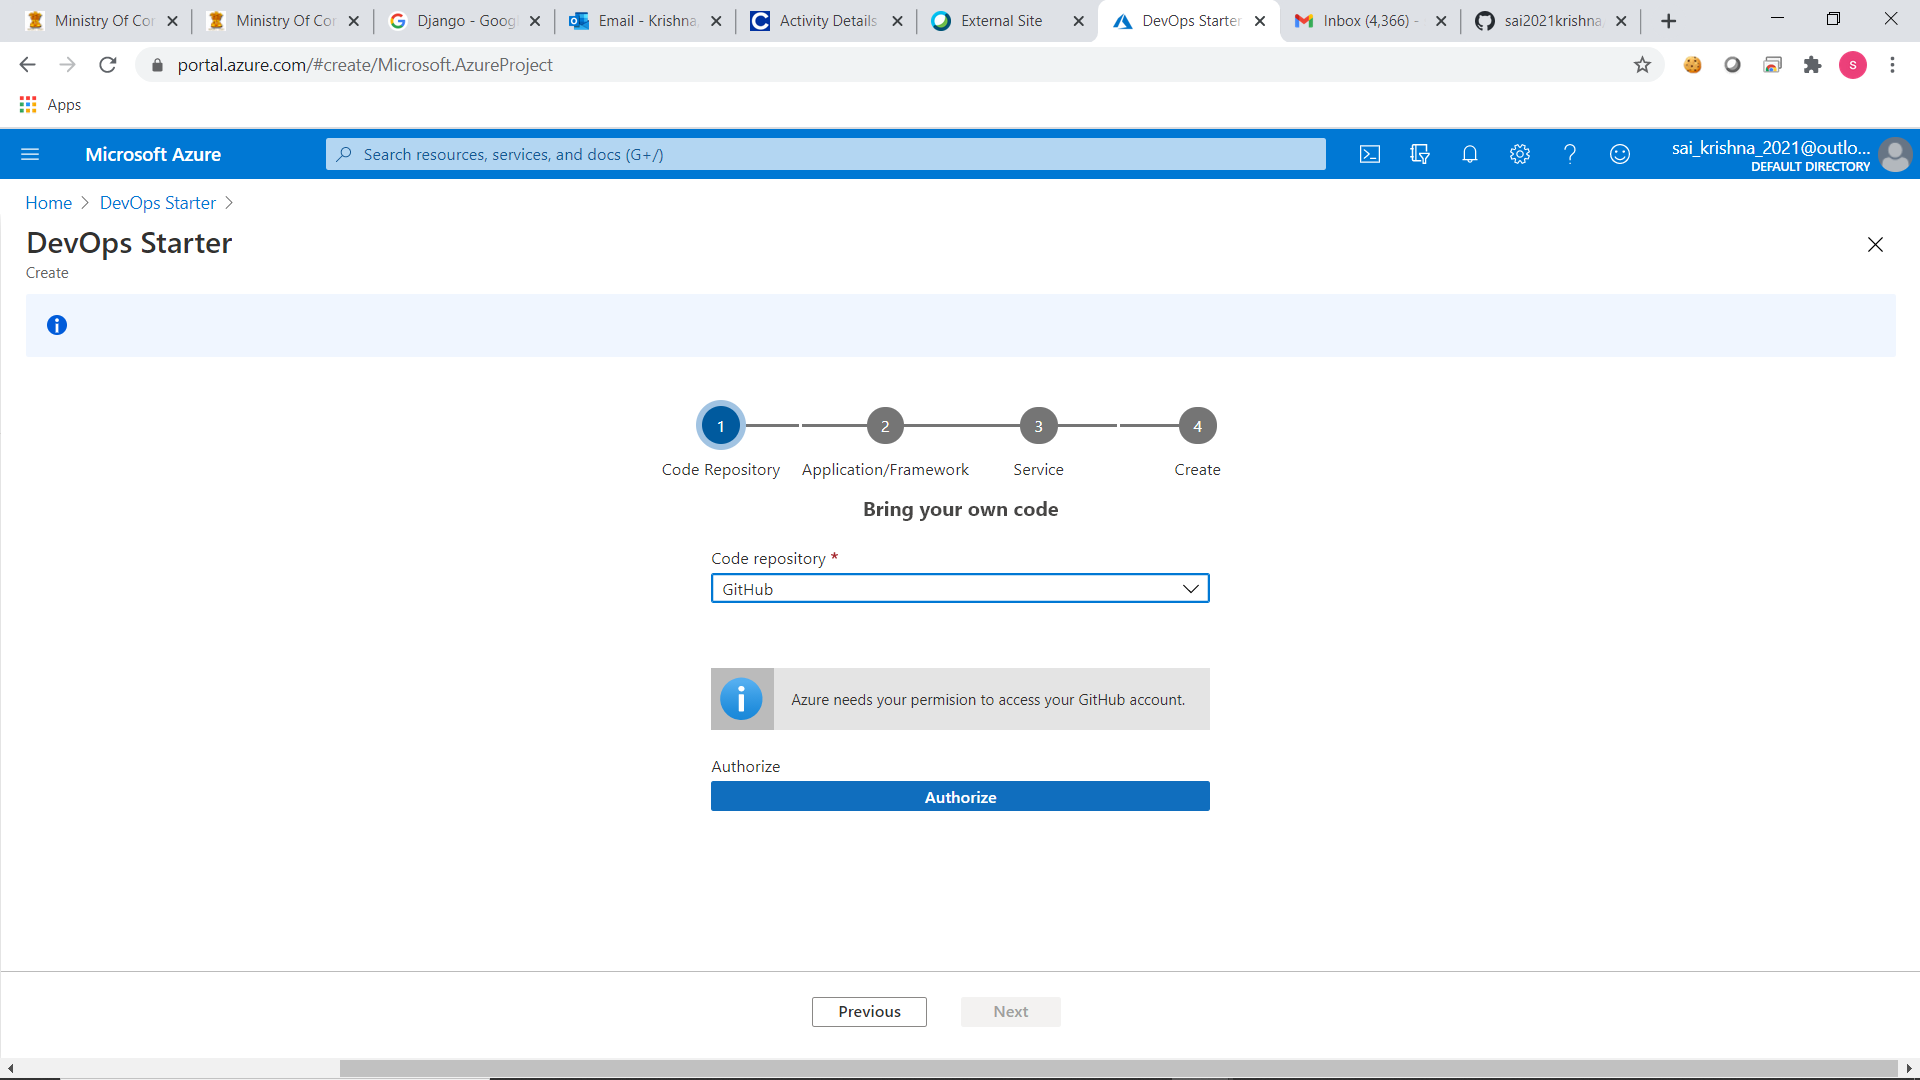 Ministry Of Cor
Ministry Of Cor
Django - Goog
Email - Krishna
Activity Details
External Site
DevOps Starter
Inbox (4,366) -
sai2021krishna
portal.azure.com/#create/Microsoft.AzureProject
s
Apps
Microsoft Azure
Search resources, services, and docs (G+/)
sai_krishna_2021@outlo...
DEFAULT DIRECTORY
Home > DevOps Starter >
DevOps Starter
Create
1
2
3
4
Code Repository
Application/Framework
Service
Create
Bring your own code
Code repository *
GitHub
Azure needs your permision to access your GitHub account.
Authorize
Authorize
Previous
Next